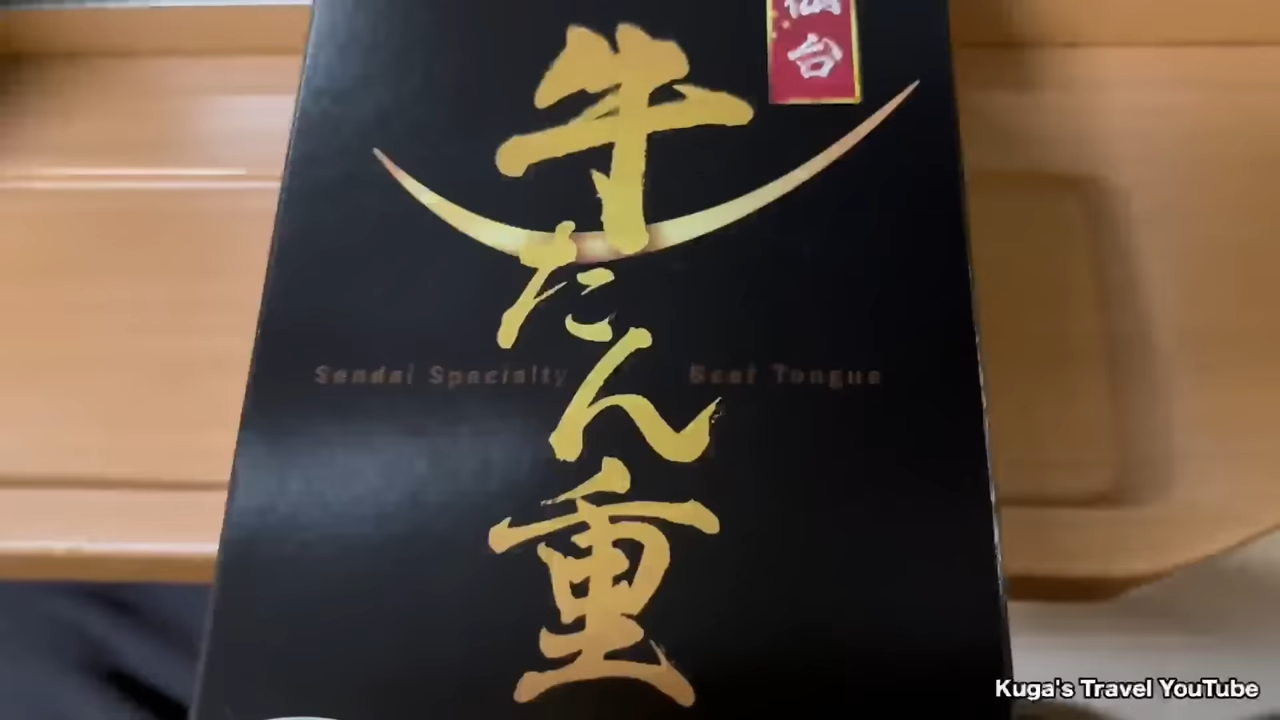 仙台
牛たん重
Sendai Specialty Beef Tongue
Kuga's Travel YouTube